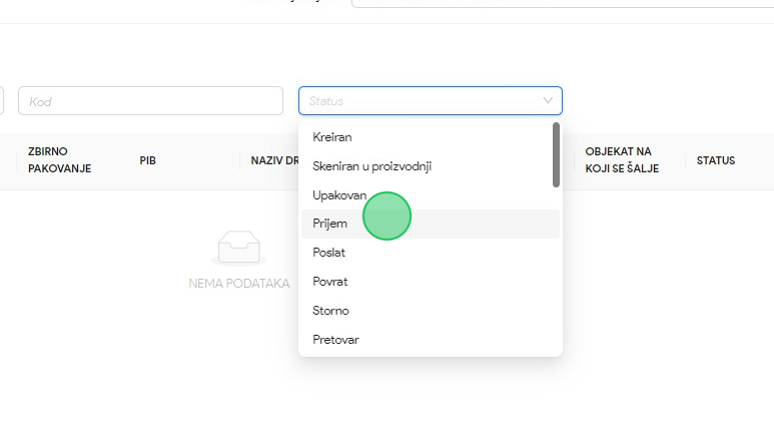 Kod
Status
ZBIRNO
PAKOVANJE
PIB
NAZIV DR
OBJEKAT NA
KOJI SE ŠALJE
STATUS
Kreiran
Skeniran u proizvodnji
Upakovan
Prijem
Poslat
Povrat
Storno
Pretovar
NEMA PODATAKA